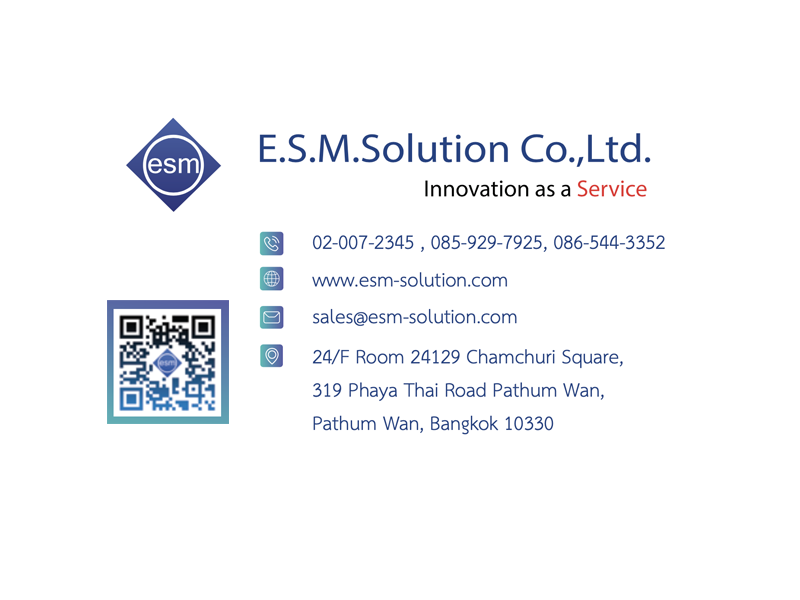 esm
E.S.M.Solution Co.,Ltd.
Innovation as a Service
02-007-2345 , 085-929-7925, 086-544-3352
www.esm-solution.com
sales@esm-solution.com
esm
24/F Room 24129 Chamchuri Square,
319 Phaya Thai Road Pathum Wan,
Pathum Wan, Bangkok 10330